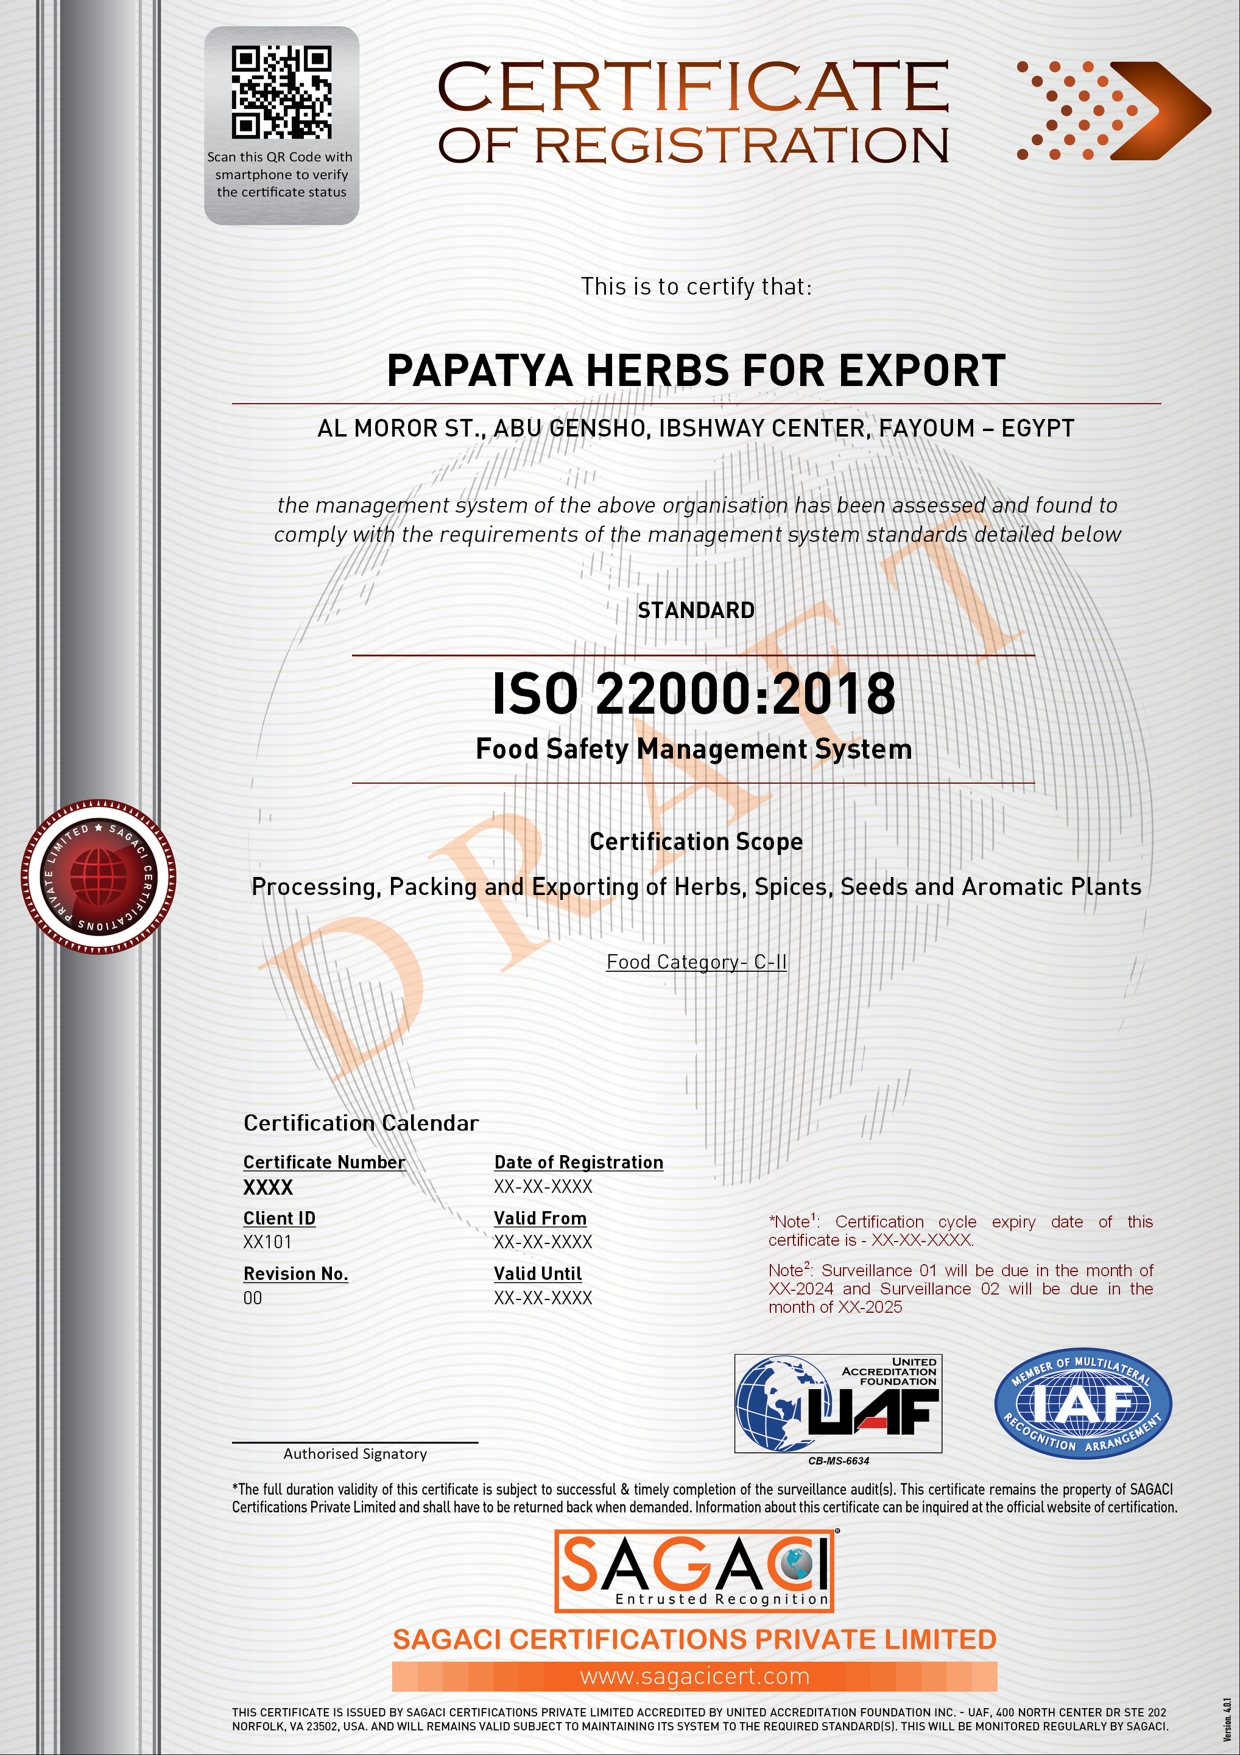 Scan this QR Code with
smartphone to verify
the certificate status
CERTIFICATE
OF REGISTRATION
This is to certify that:
PAPATYA HERBS FOR EXPORT
AL MOROR ST., ABU GENSHO, IBSHWAY CENTER, FAYOUM – EGYPT
the management system of the above organisation has been assessed and found to
comply with the requirements of the management system standards detailed below
STANDARD
ISO 22000:2018
Food Safety Management System
DRAFT
Certification Scope
Processing, Packing and Exporting of Herbs, Spices, Seeds and Aromatic Plants
Food Category- C-II
SAGACI CERTIFICATIONS PRIVATE LIMITED ★
Certification Calendar
Certificate Number
XXXX
Client ID
XX101
Revision No.
00
Date of Registration
XX-XX-XXXX
Valid From
XX-XX-XXXX
Valid Until
XX-XX-XXXX
*Note¹: Certification cycle expiry date of this
certificate is - XX-XX-XXXX.
Note²: Surveillance 01 will be due in the month of
XX-2024 and Surveillance 02 will be due in the
month of XX-2025
Authorised Signatory
UNITED
ACCREDITATION
FOUNDATION
UAF
CB-MS-6634
MEMBER OF MULTILATERAL
IAF
RECOGNITION ARRANGEMENT
*The full duration validity of this certificate is subject to successful & timely completion of the surveillance audit(s). This certificate remains the property of SAGACI
Certifications Private Limited and shall have to be returned back when demanded. Information about this certificate can be inquired at the official website of certification.
SAGACI
Entrusted Recognition
SAGACI CERTIFICATIONS PRIVATE LIMITED
www.sagacicert.com
THIS CERTIFICATE IS ISSUED BY SAGACI CERTIFICATIONS PRIVATE LIMITED ACCREDITED BY UNITED ACCREDITATION FOUNDATION INC. - UAF, 400 NORTH CENTER DR STE 202
NORFOLK, VA 23502, USA. AND WILL REMAINS VALID SUBJECT TO MAINTAINING ITS SYSTEM TO THE REQUIRED STANDARD(S). THIS WILL BE MONITORED REGULARLY BY SAGACI.
Version. 4.0.1